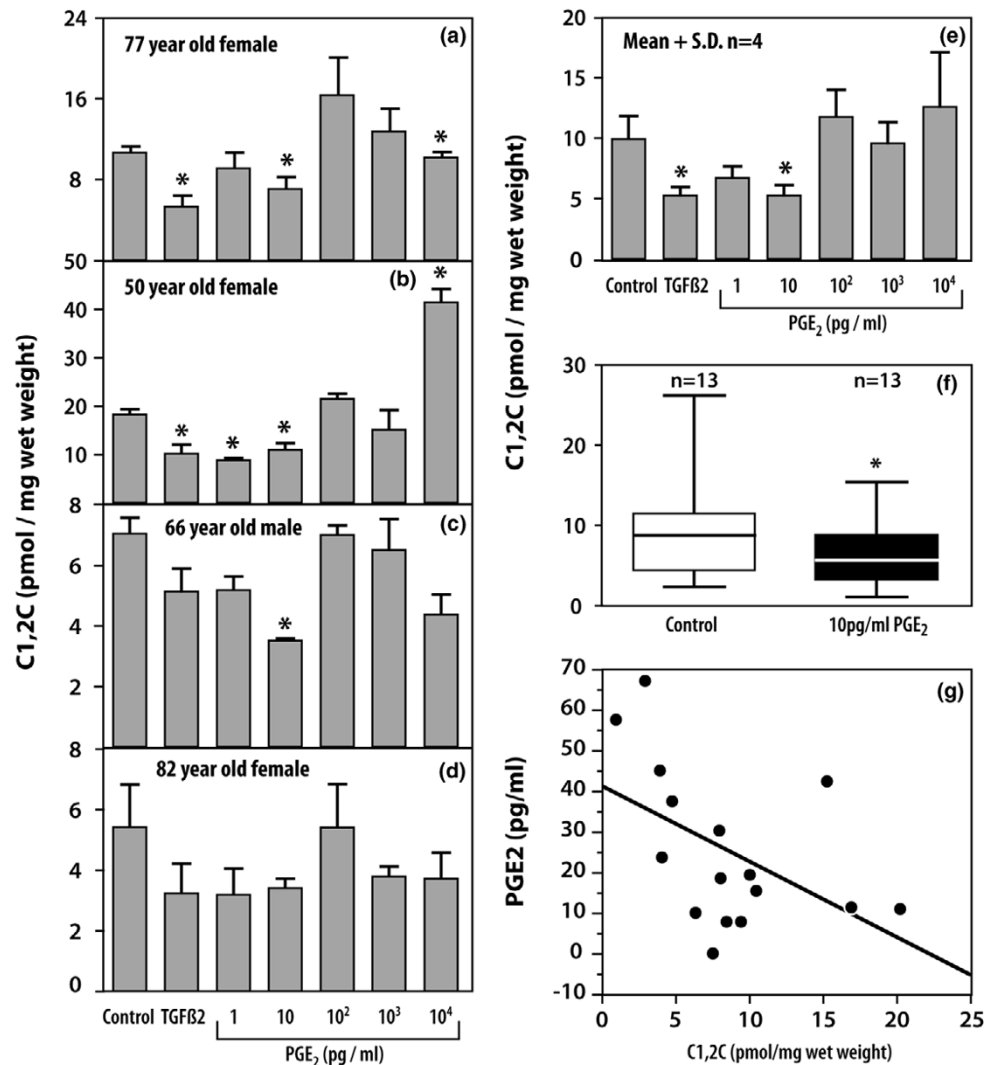 C1,2C (pmol / mg wet weight)
24
16
8
50
77 year old female
(a)
*
*
*
40
20
10
8
50 year old female
(b)
*
*
*
*
6
4
2
8
66 year old male
(c)
*
6
4
2
0
82 year old female
(d)
Control TGFß2 1 10 10² 10³ 10⁴
PGE₂ (pg / ml)
C1,2C (pmol / mg wet weight)
20
15
10
5
0
Mean + S.D. n=4
(e)
*
*
Control TGFß2 1 10 10² 10³ 10⁴
PGE₂ (pg / ml)
30
20
10
0
n=13 n=13
(f)
*
Control 10pg/ml PGE₂
PGE2 (pg/ml)
70
60
50
40
30
20
10
0
-10
(g)
0 5 10 15 20 25
C1,2C (pmol/mg wet weight)